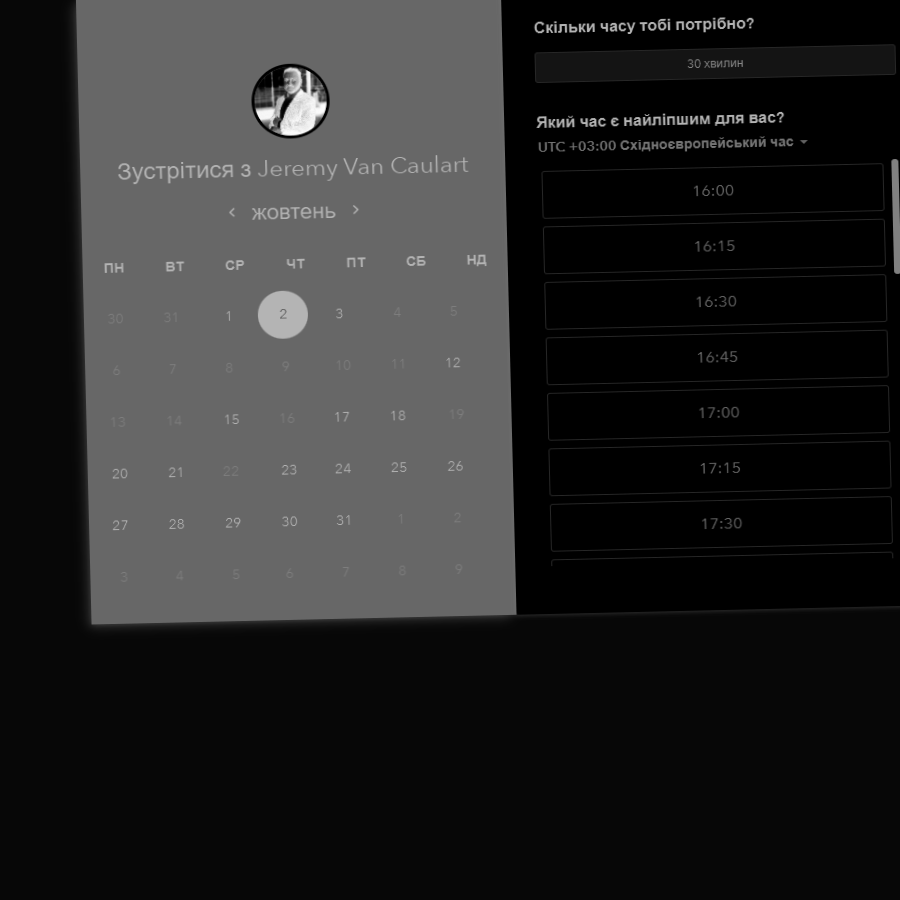 Зустрітися з Jeremy Van Caulart
жовтень
ПН ВТ СР ЧТ ПТ СБ НД
30 31 1 2 3 4 5
6 7 8 9 10 11 12
13 14 15 16 17 18 19
20 21 22 23 24 25 26
27 28 29 30 31 1 2
3 4 5 6 7 8 9
Скільки часу тобі потрібно?
30 хвилин
Який час є найліпшим для вас?
UTC +03:00 Східноєвропейський час
16:00
16:15
16:30
16:45
17:00
17:15
17:30